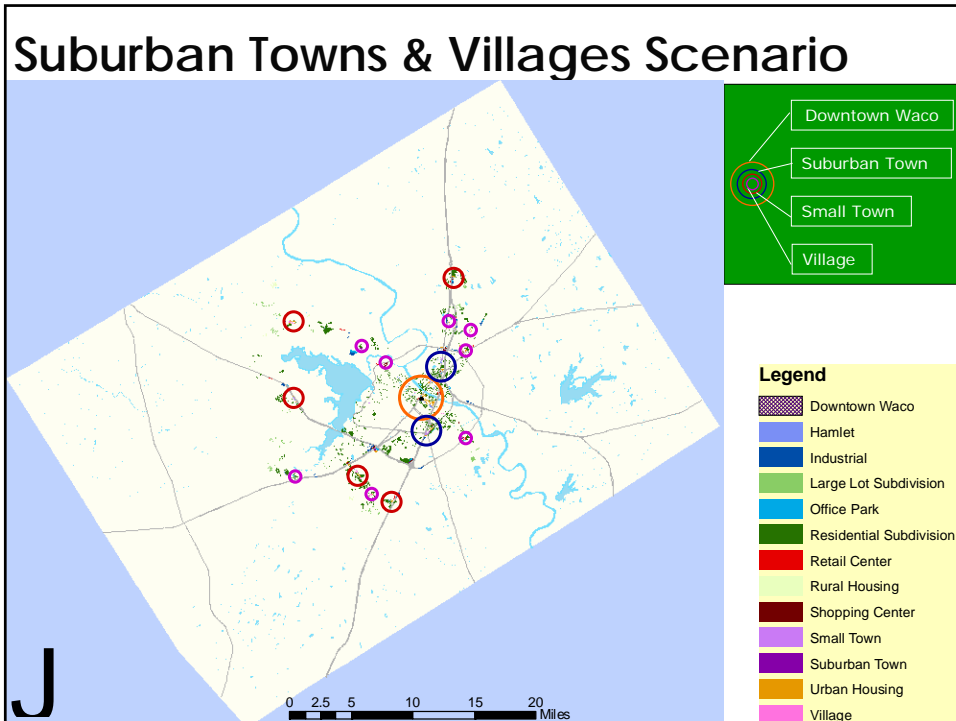 Suburban Towns & Villages Scenario
Downtown Waco
Suburban Town
Small Town
Village
Legend
Downtown Waco
Hamlet
Industrial
Large Lot Subdivision
Office Park
Residential Subdivision
Retail Center
Rural Housing
Shopping Center
Small Town
Suburban Town
Urban Housing
Village
J
0 2.5 5 10 15 20
Miles